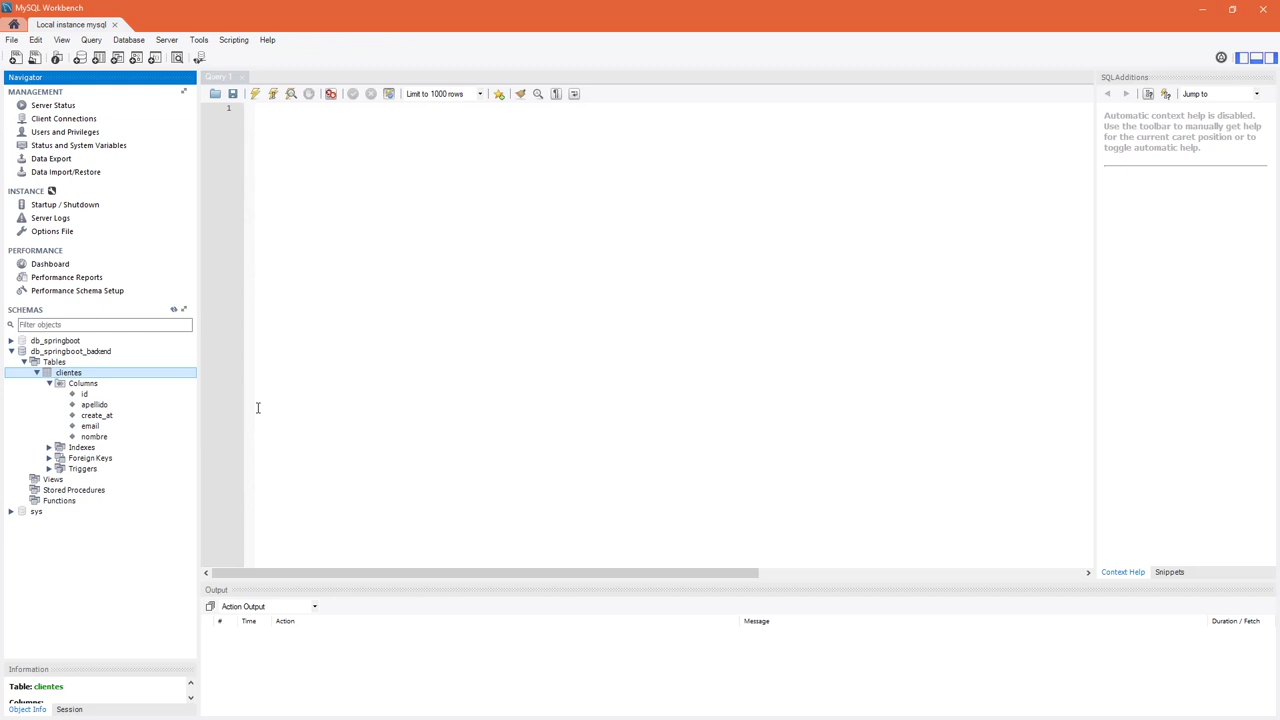 MySQL Workbench
Local instance mysql
File Edit View Query Database Server Tools Scripting Help
Navigator
MANAGEMENT
Server Status
Client Connections
Users and Privileges
Status and System Variables
Data Export
Data Import/Restore
INSTANCE
Startup / Shutdown
Server Logs
Options File
PERFORMANCE
Dashboard
Performance Reports
Performance Schema Setup
SCHEMAS
Filter objects
db_springboot
db_springboot_backend
Tables
clientes
Columns
id
apellido
create_at
email
nombre
Indexes
Foreign Keys
Triggers
Views
Stored Procedures
Functions
sys
Information
Table: clientes
Columns:
Object Info Session
Query 1
Limit to 1000 rows
1
Output
Action Output
# Time Action Message Duration / Fetch
SQL Additions
Jump to
Automatic context help is disabled.
Use the toolbar to manually get help
for the current caret position or to
toggle automatic help.
Context Help Snippets